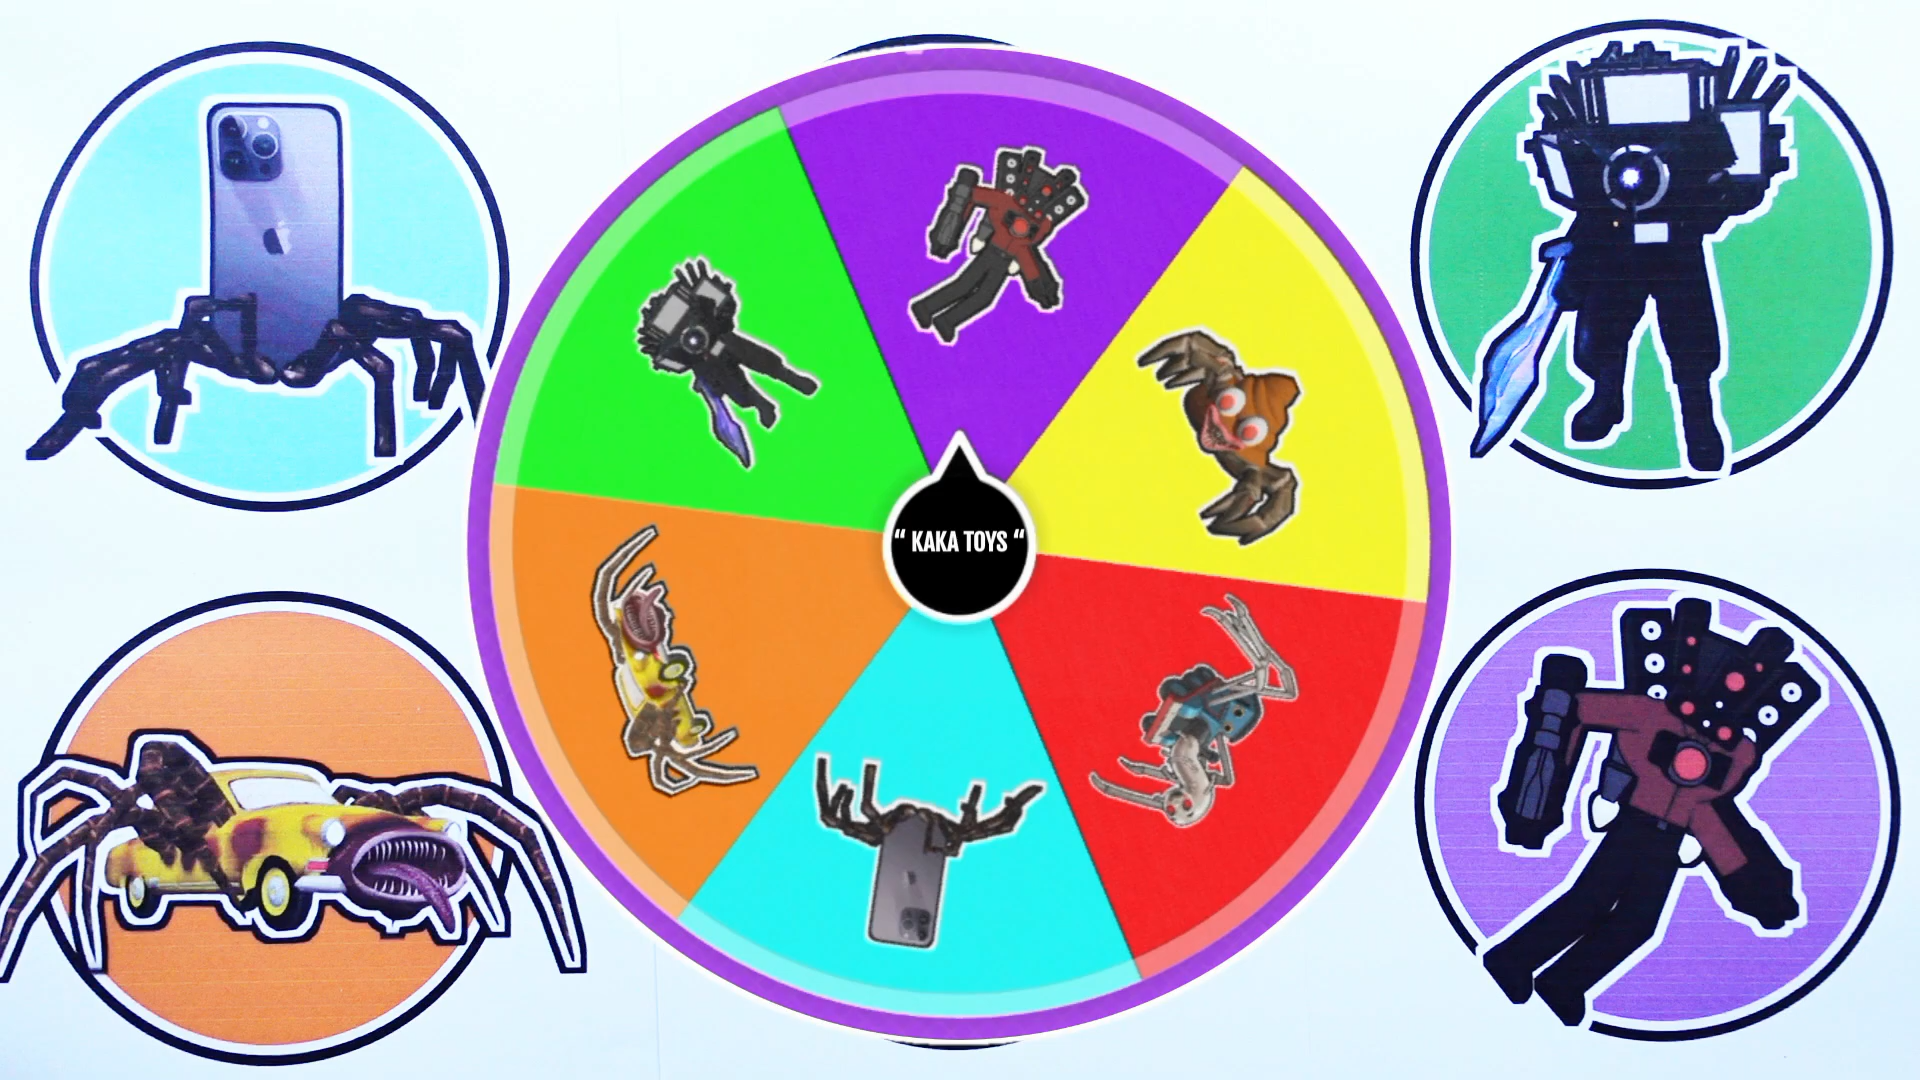 “ KAKA TOYS “